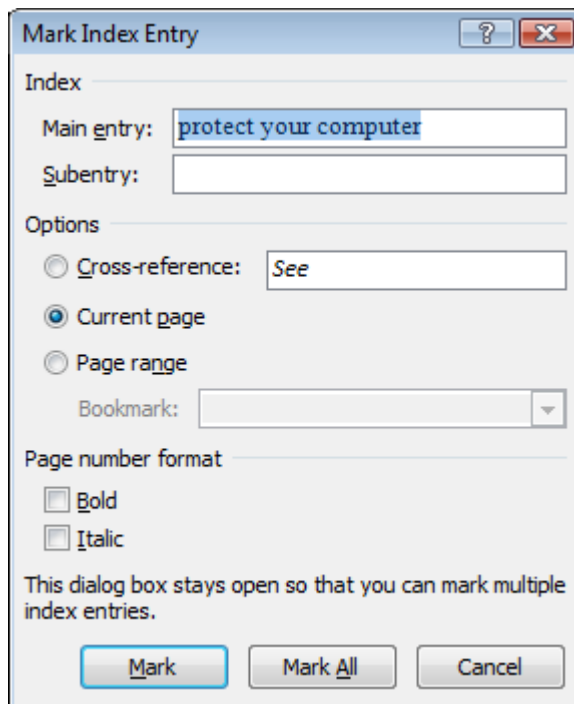 Mark Index Entry
Index
Main entry: protect your computer
Subentry:
Options
Cross-reference: See
Current page
Page range
Bookmark:
Page number format
Bold
Italic
This dialog box stays open so that you can mark multiple
index entries.
Mark Mark All Cancel